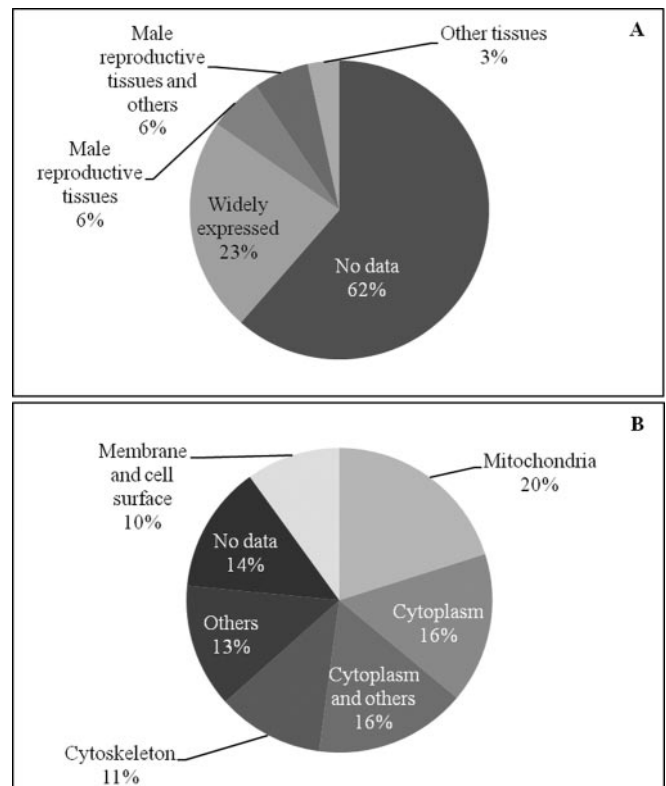 A
Male
reproductive
tissues and
others
6%
Other tissues
3%
Male
reproductive
tissues
6%
Widely
expressed
23%
No data
62%
B
Membrane
and cell
surface
10%
Mitochondria
20%
No data
14%
Cytoplasm
16%
Others
13%
Cytoplasm
and others
16%
Cytoskeleton
11%